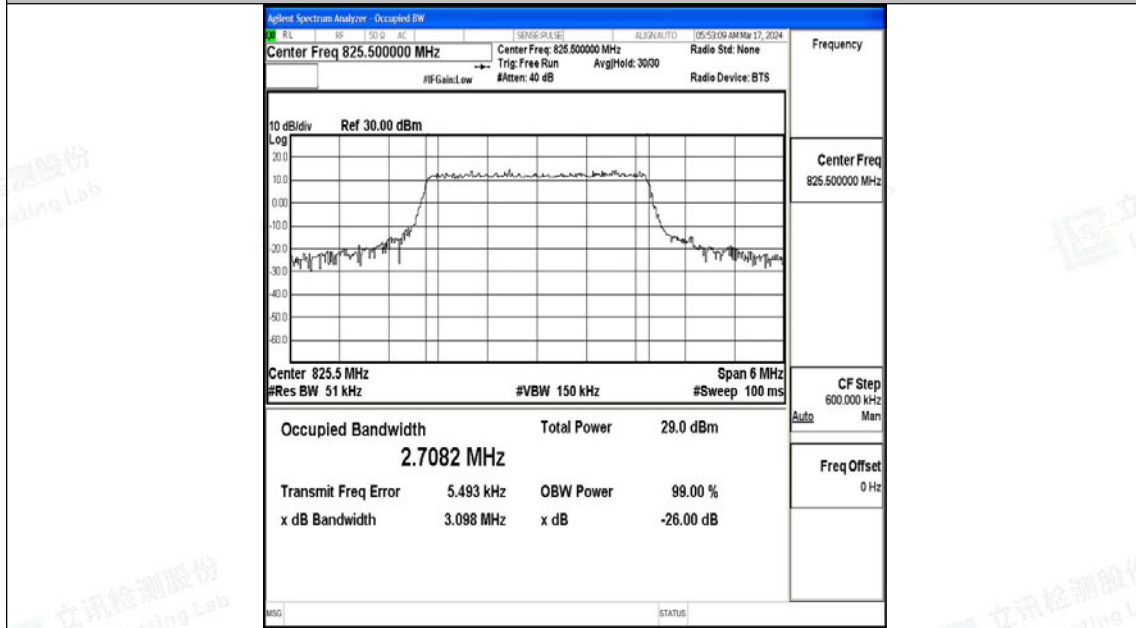 Agilent Spectrum Analyzer - Occupied BW
RL RF 50 Ω AC SENSE:PULSE ALIGNAUTO 05:53:09 AM Mar 17, 2024
Center Freq 825.500000 MHz
Center Freq: 825.500000 MHz
Radio Std: None
Trig: Free Run Avg|Hold: 30/30
#IFGain:Low
#Atten: 40 dB
Radio Device: BTS
10 dB/div Ref 30.00 dBm
Log
20.0
10.0
0.00
-10.0
-20.0
-30.0
-40.0
-50.0
-60.0
Center 825.5 MHz Span 6 MHz
#Res BW 51 kHz #VBW 150 kHz #Sweep 100 ms
Occupied Bandwidth Total Power 29.0 dBm
2.7082 MHz
Transmit Freq Error 5.493 kHz OBW Power 99.00 %
x dB Bandwidth 3.098 MHz x dB -26.00 dB
MSG STATUS
Frequency
Center Freq
825.500000 MHz
CF Step
600.000 kHz
Auto Man
Freq Offset
0 Hz
立讯检测股份